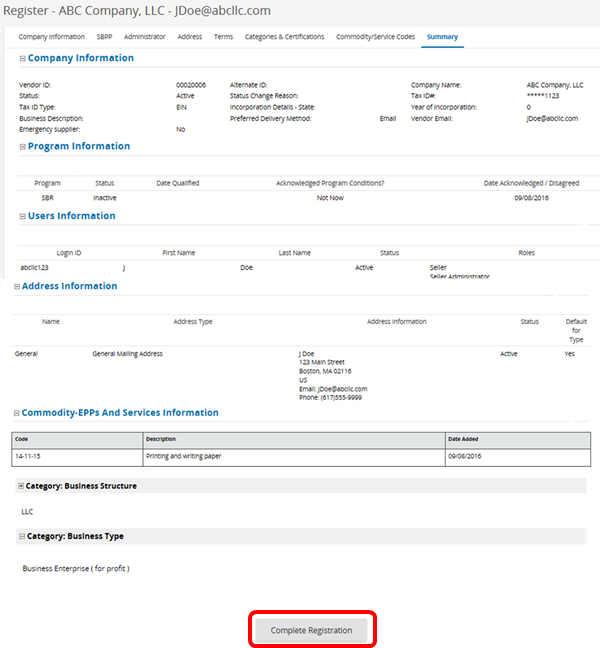 Register - ABC Company, LLC - JDoe@abcllc.com
Company Information SBPP Administrator Address Terms Categories & Certifications Commodity/Service Codes Summary
Company Information
Vendor ID: 00020006 Alternate ID: Company Name: ABC Company, LLC
Status: Active Status Change Reason: Tax ID#: *****1123
Tax ID Type: EIN Incorporation Details - State: Year of Incorporation: 0
Business Description: Preferred Delivery Method: Email Vendor Email: JDoe@abcllc.com
Emergency supplier: No
Program Information
Program Status Date Qualified Acknowledged Program Conditions? Date Acknowledged / Disagreed
SBR Inactive Not Now 09/08/2016
Users Information
Login ID First Name Last Name Status Roles
abcllc123 J Doe Active Seller
Seller Administrator
Address Information
Name Address Type Address Information Status Default
for
Type
General General Mailing Address J Doe Active Yes
123 Main Street
Boston, MA 02116
US
Email: JDoe@abcllc.com
Phone: (617)555-9999
Commodity-EPPs And Services Information
Code Description Date Added
14-11-15 Printing and writing paper 09/08/2016
Category: Business Structure
LLC
Category: Business Type
Business Enterprise ( for profit )
Complete Registration